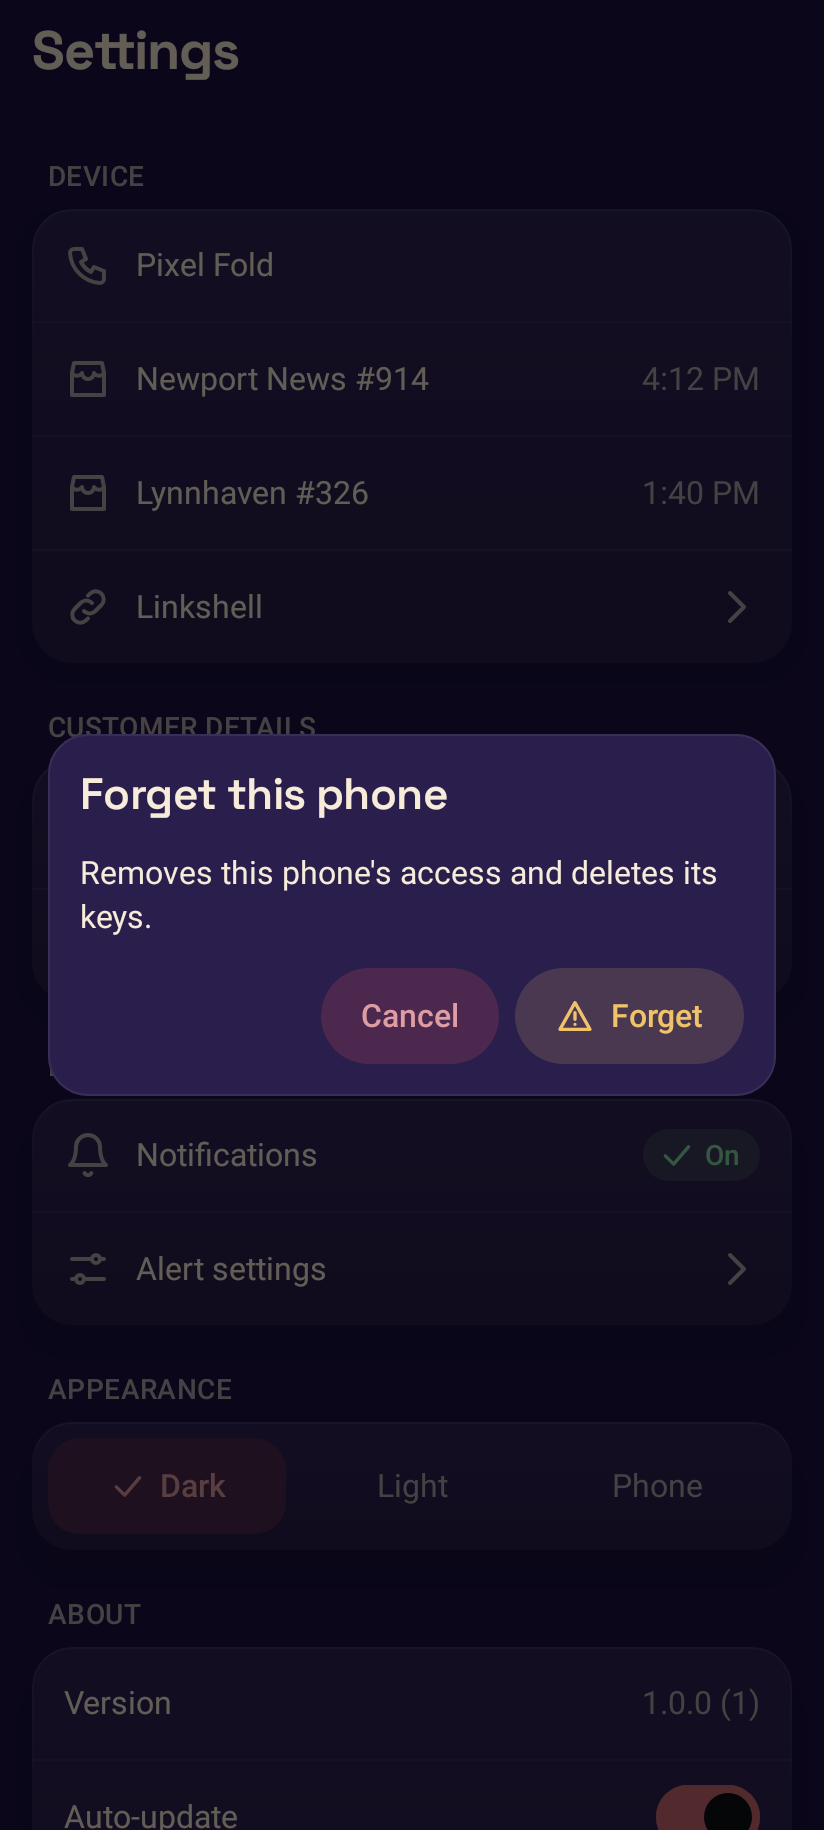 Settings
DEVICE
Pixel Fold
Newport News #914
4:12 PM
Lynnhaven #326
1:40 PM
Linkshell
CUSTOMER DETAILS
Forget this phone
Removes this phone's access and deletes its
keys.
Cancel
Forget
Notifications
On
Alert settings
APPEARANCE
Dark
Light
Phone
ABOUT
Version
1.0.0 (1)
Auto-update